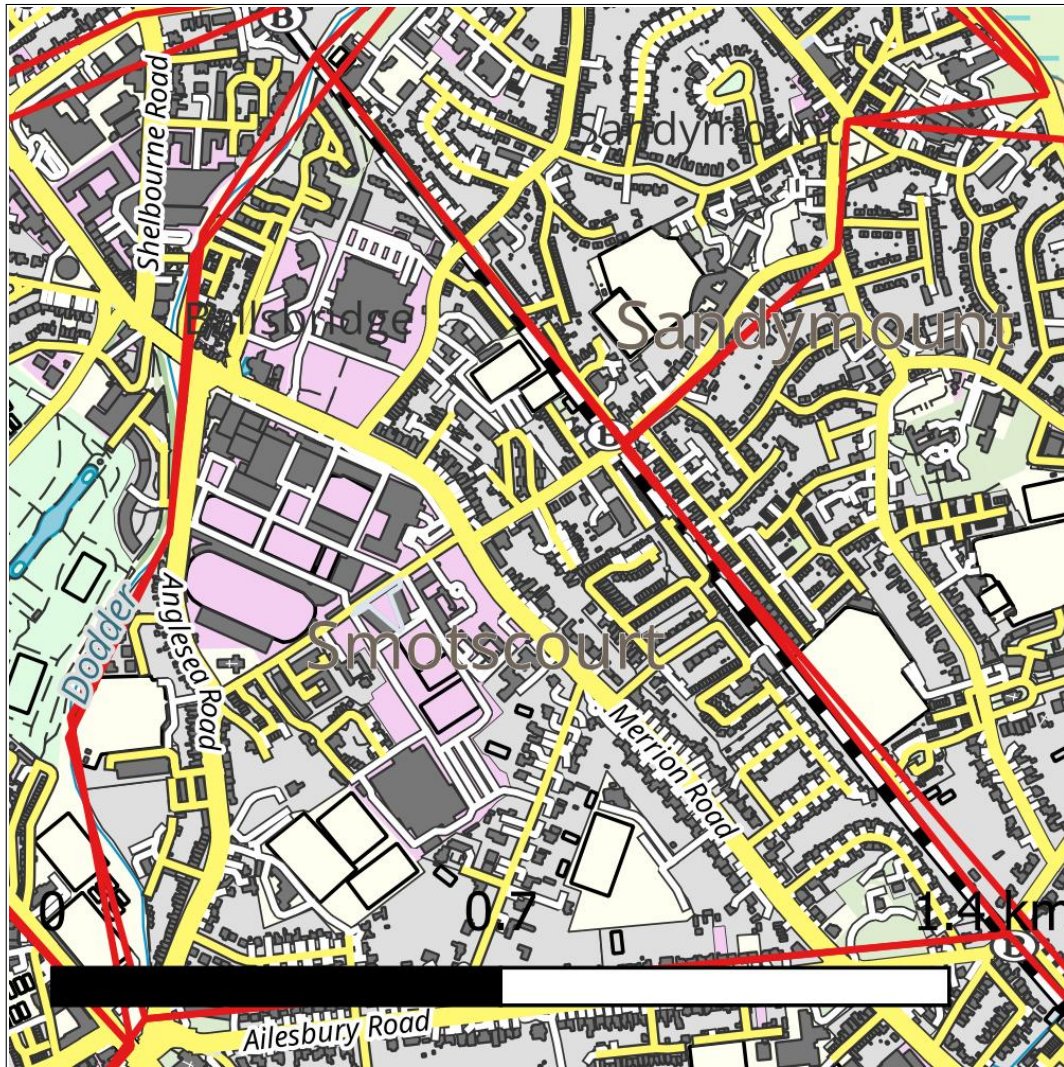 B
Shelbourne Road
Sandymount
Ballsbridge
Sandymount
B
Dodder
Anglesea Road
Smotscourt
Merrion Road
0
0.7
1.4 km
B
Ailesbury Road